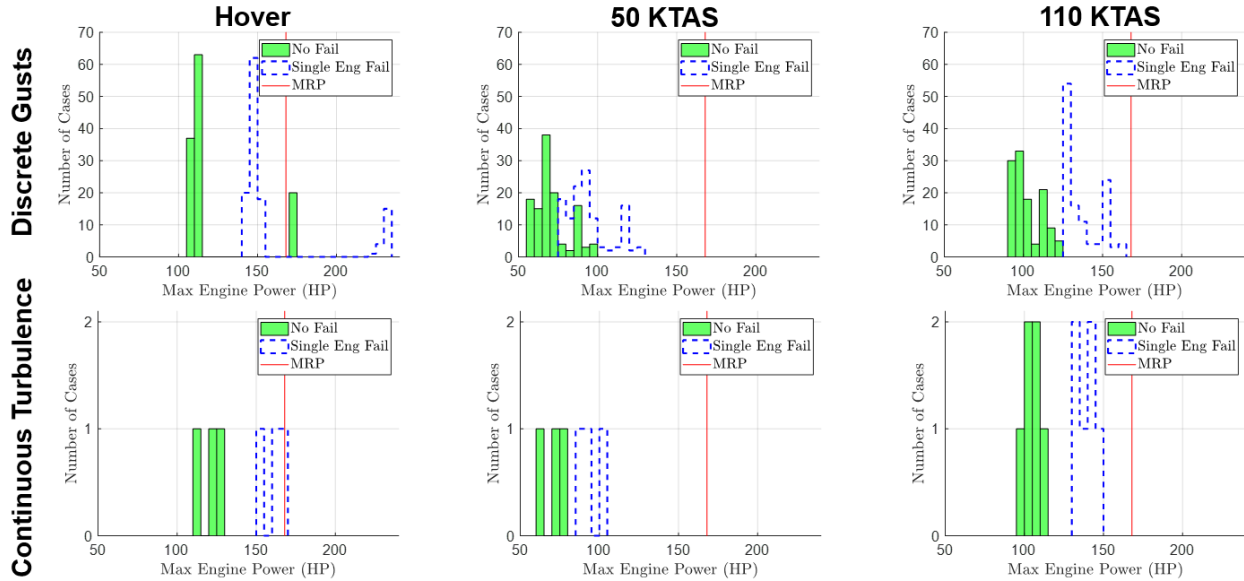 Hover
50 KTAS
110 KTAS
Discrete Gusts
Number of Cases
70
60
50
40
30
20
10
0
No Fail
Single Eng Fail
MRP
50
100
150
200
Max Engine Power (HP)
Number of Cases
70
60
50
40
30
20
10
0
No Fail
Single Eng Fail
MRP
50
100
150
200
Max Engine Power (HP)
Number of Cases
70
60
50
40
30
20
10
0
No Fail
Single Eng Fail
MRP
50
100
150
200
Max Engine Power (HP)
Continuous Turbulence
Number of Cases
2
1
0
No Fail
Single Eng Fail
MRP
50
100
150
200
Max Engine Power (HP)
Number of Cases
2
1
0
No Fail
Single Eng Fail
MRP
50
100
150
200
Max Engine Power (HP)
Number of Cases
2
1
0
No Fail
Single Eng Fail
MRP
50
100
150
200
Max Engine Power (HP)